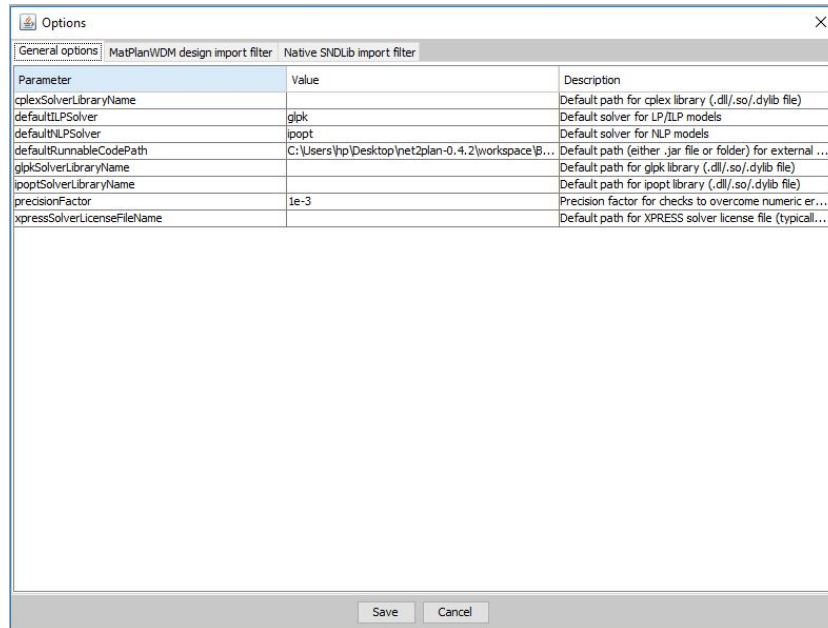 Options
General options MatPlanWDM design import filter Native SNDLib import filter
Parameter Value Description
cplexSolverLibraryName Default path for cplex library (.dll/.so/.dylib file)
defaultILPSolver glpk Default solver for LP/ILP models
defaultNLPSolver ipopt Default solver for NLP models
defaultRunnableCodePath C:\Users\hp\Desktop\net2plan-0.4.2\workspace\B... Default path (either .jar file or folder) for external ...
glpkSolverLibraryName Default path for glpk library (.dll/.so/.dylib file)
ipoptSolverLibraryName Default path for ipopt library (.dll/.so/.dylib file)
precisionFactor 1e-3 Precision factor for checks to overcome numeric er...
xpressSolverLicenseFileName Default path for XPRESS solver license file (typicall...
Save Cancel